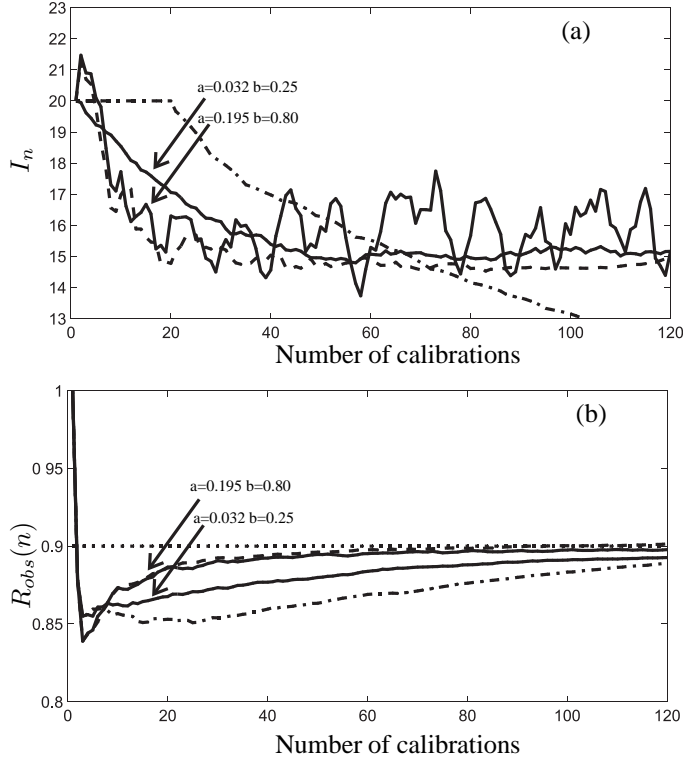 23
22
21
20
19
18
17
16
15
14
13
I_n
(a)
a=0.032 b=0.25
a=0.195 b=0.80
0 20 40 60 80 100 120
Number of calibrations
1
0 95
0.9
0.85
0.8
R_obs(n)
(b)
a=0.195 b=0.80
a=0.032 b=0.25
0 20 40 60 80 100 120
Number of calibrations